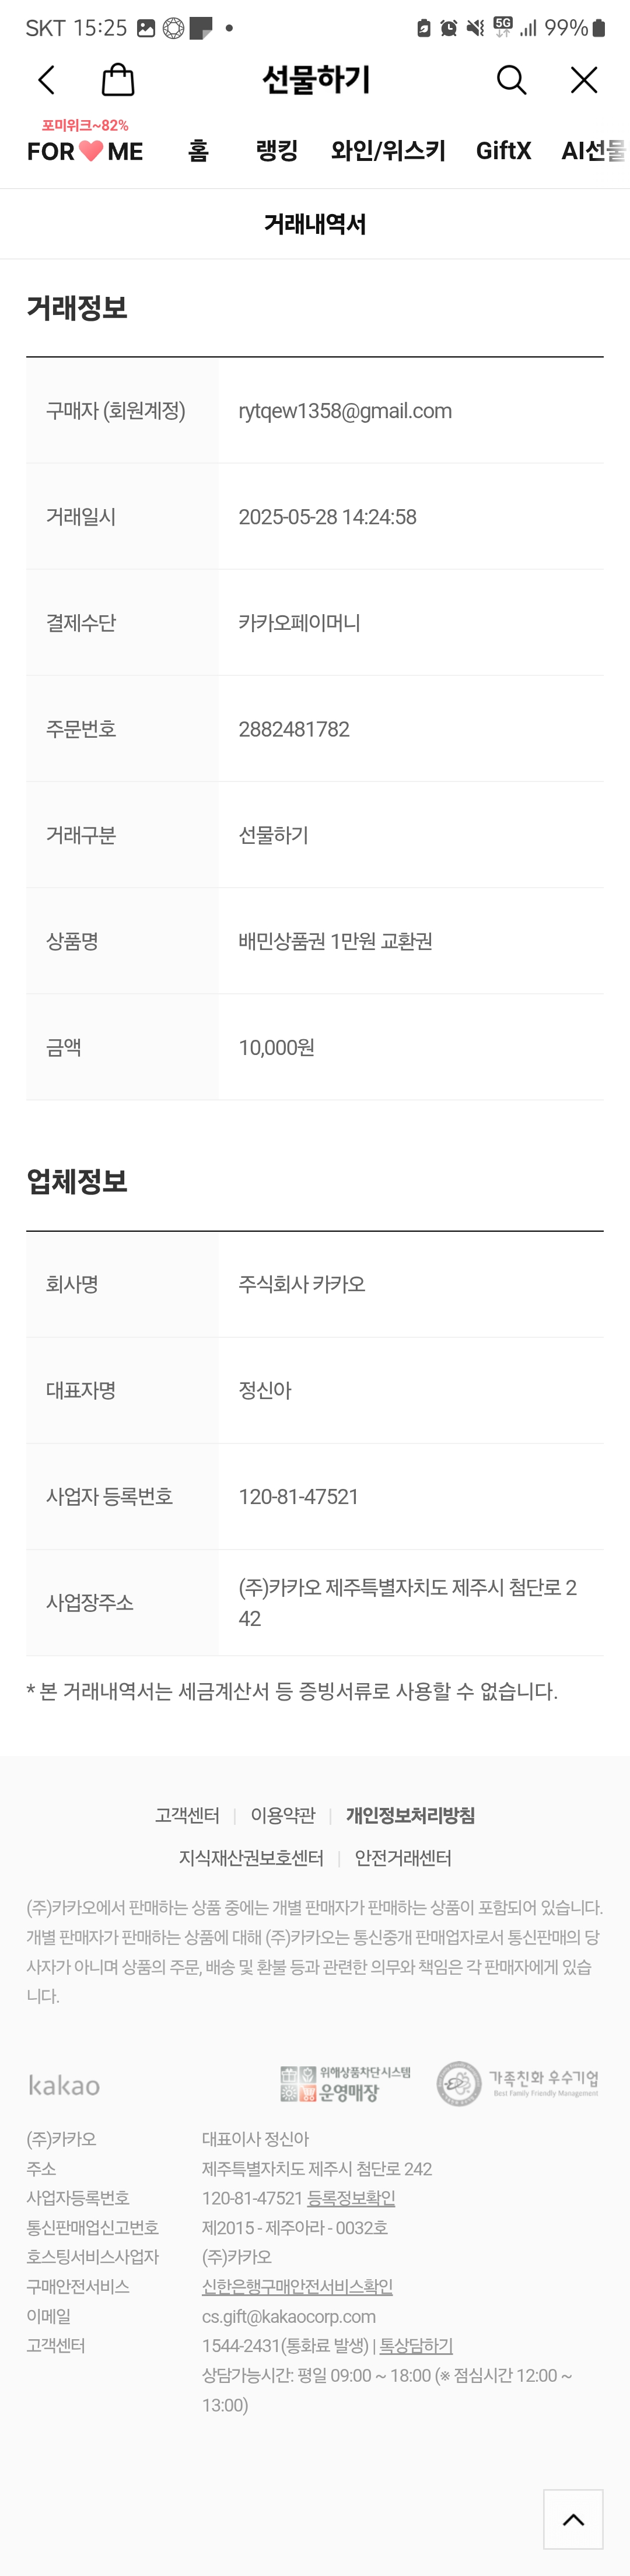 SKT 15:25 5G 99%
선물하기
포미위크~82%
FOR ME 홈 랭킹 와인/위스키 GiftX AI선물
거래내역서
거래정보
구매자 (회원계정) rytqew1358@gmail.com
거래일시 2025-05-28 14:24:58
결제수단 카카오페이머니
주문번호 2882481782
거래구분 선물하기
상품명 배민상품권 1만원 교환권
금액 10,000원
업체정보
회사명 주식회사 카카오
대표자명 정신아
사업자 등록번호 120-81-47521
사업장주소 (주)카카오 제주특별자치도 제주시 첨단로 2
42
* 본 거래내역서는 세금계산서 등 증빙서류로 사용할 수 없습니다.
고객센터 | 이용약관 | 개인정보처리방침
지식재산권보호센터 | 안전거래센터
(주)카카오에서 판매하는 상품 중에는 개별 판매자가 판매하는 상품이 포함되어 있습니다.
개별 판매자가 판매하는 상품에 대해 (주)카카오는 통신중개 판매업자로서 통신판매의 당
사자가 아니며 상품의 주문, 배송 및 환불 등과 관련한 의무와 책임은 각 판매자에게 있습
니다.
kakao
위해상품차단시스템
운영매장
가족친화 우수기업
Best Family Friendly Management
(주)카카오 대표이사 정신아
주소 제주특별자치도 제주시 첨단로 242
사업자등록번호 120-81-47521 등록정보확인
통신판매업신고번호 제2015 - 제주아라 - 0032호
호스팅서비스사업자 (주)카카오
구매안전서비스 신한은행구매안전서비스확인
이메일 cs.gift@kakaocorp.com
고객센터 1544-2431(통화료 발생) | 톡상담하기
상담가능시간: 평일 09:00 ~ 18:00 (※ 점심시간 12:00 ~
13:00)